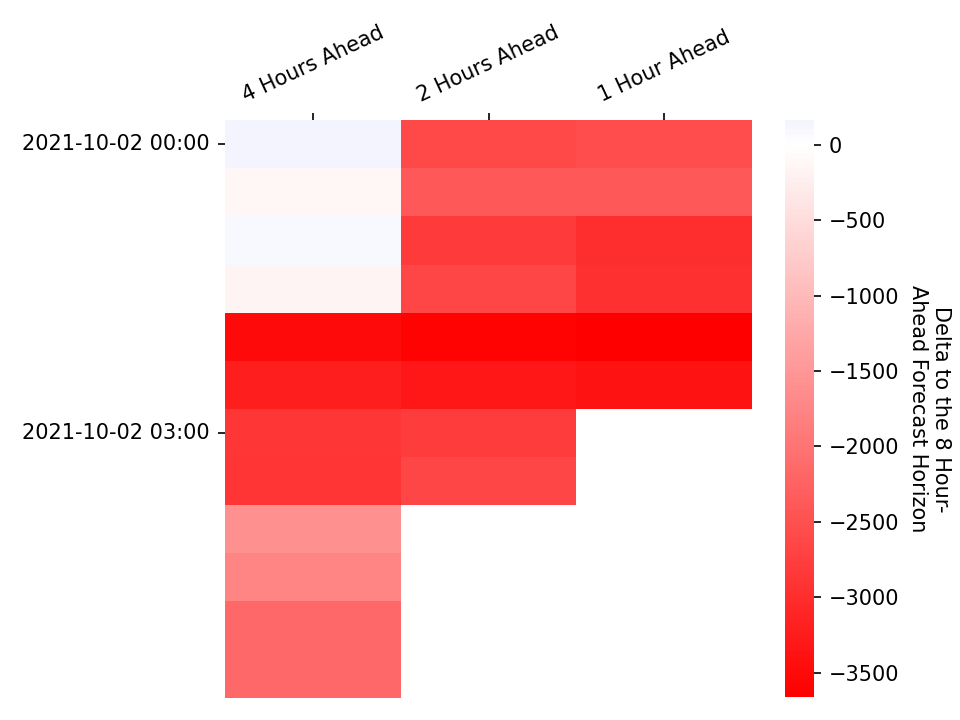 4 Hours Ahead
2 Hours Ahead
1 Hour Ahead
2021-10-02 00:00
2021-10-02 03:00
0
−500
−1000
−1500
−2000
−2500
−3000
−3500
Delta to the 8 Hour-
Ahead Forecast Horizon